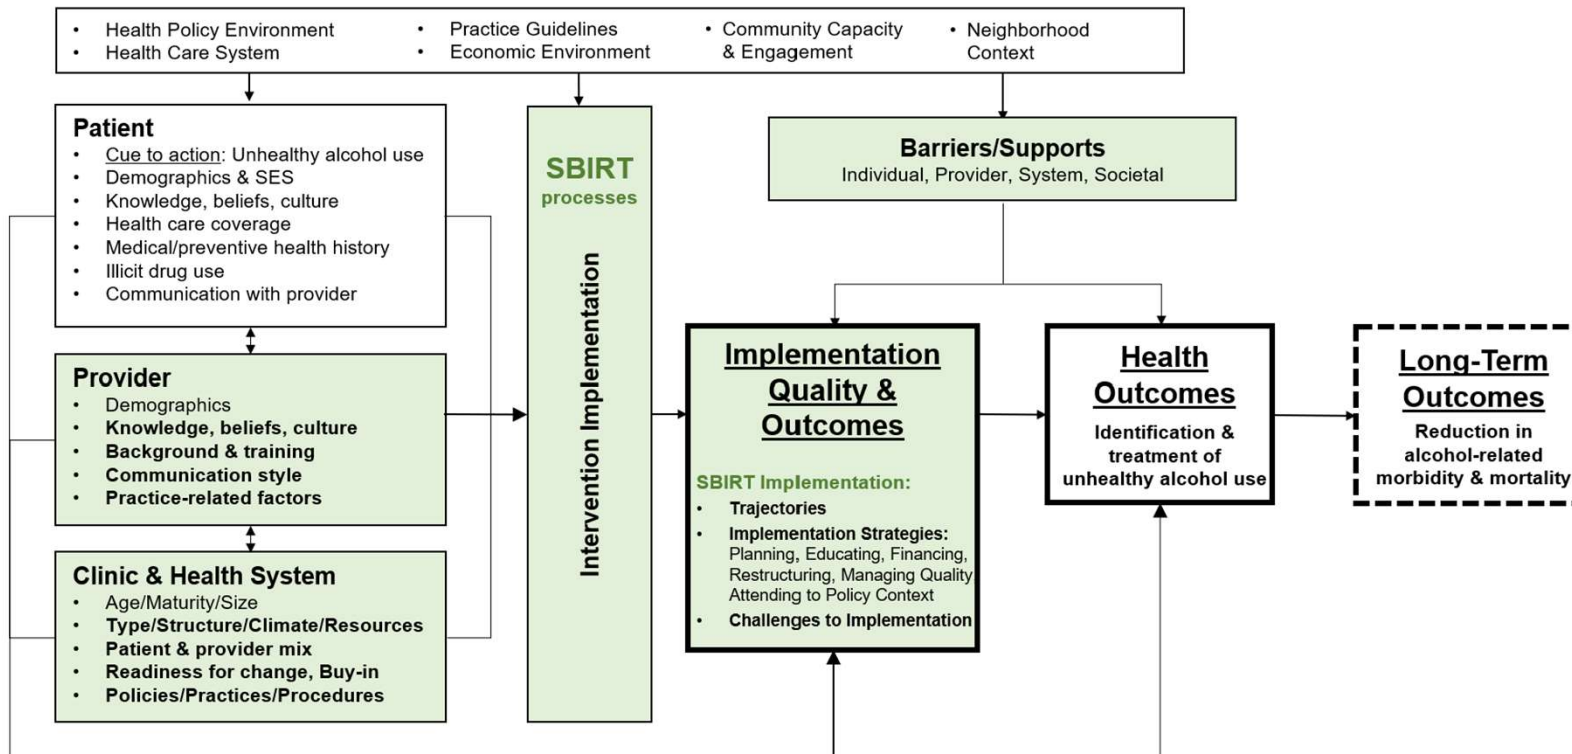 • Health Policy Environment
• Health Care System
• Practice Guidelines
• Economic Environment
• Community Capacity
& Engagement
• Neighborhood
Context
Patient
• Cue to action: Unhealthy alcohol use
• Demographics & SES
• Knowledge, beliefs, culture
• Health care coverage
• Medical/preventive health history
• Illicit drug use
• Communication with provider
Provider
• Demographics
• Knowledge, beliefs, culture
• Background & training
• Communication style
• Practice-related factors
Clinic & Health System
• Age/Maturity/Size
• Type/Structure/Climate/Resources
• Patient & provider mix
• Readiness for change, Buy-in
• Policies/Practices/Procedures
SBIRT
processes
Intervention Implementation
Barriers/Supports
Individual, Provider, System, Societal
Implementation
Quality &
Outcomes
SBIRT Implementation:
• Trajectories
• Implementation Strategies:
Planning, Educating, Financing,
Restructuring, Managing Quality
Attending to Policy Context
• Challenges to Implementation
Health
Outcomes
Identification &
treatment of
unhealthy alcohol use
Long-Term
Outcomes
Reduction in
alcohol-related
morbidity & mortality